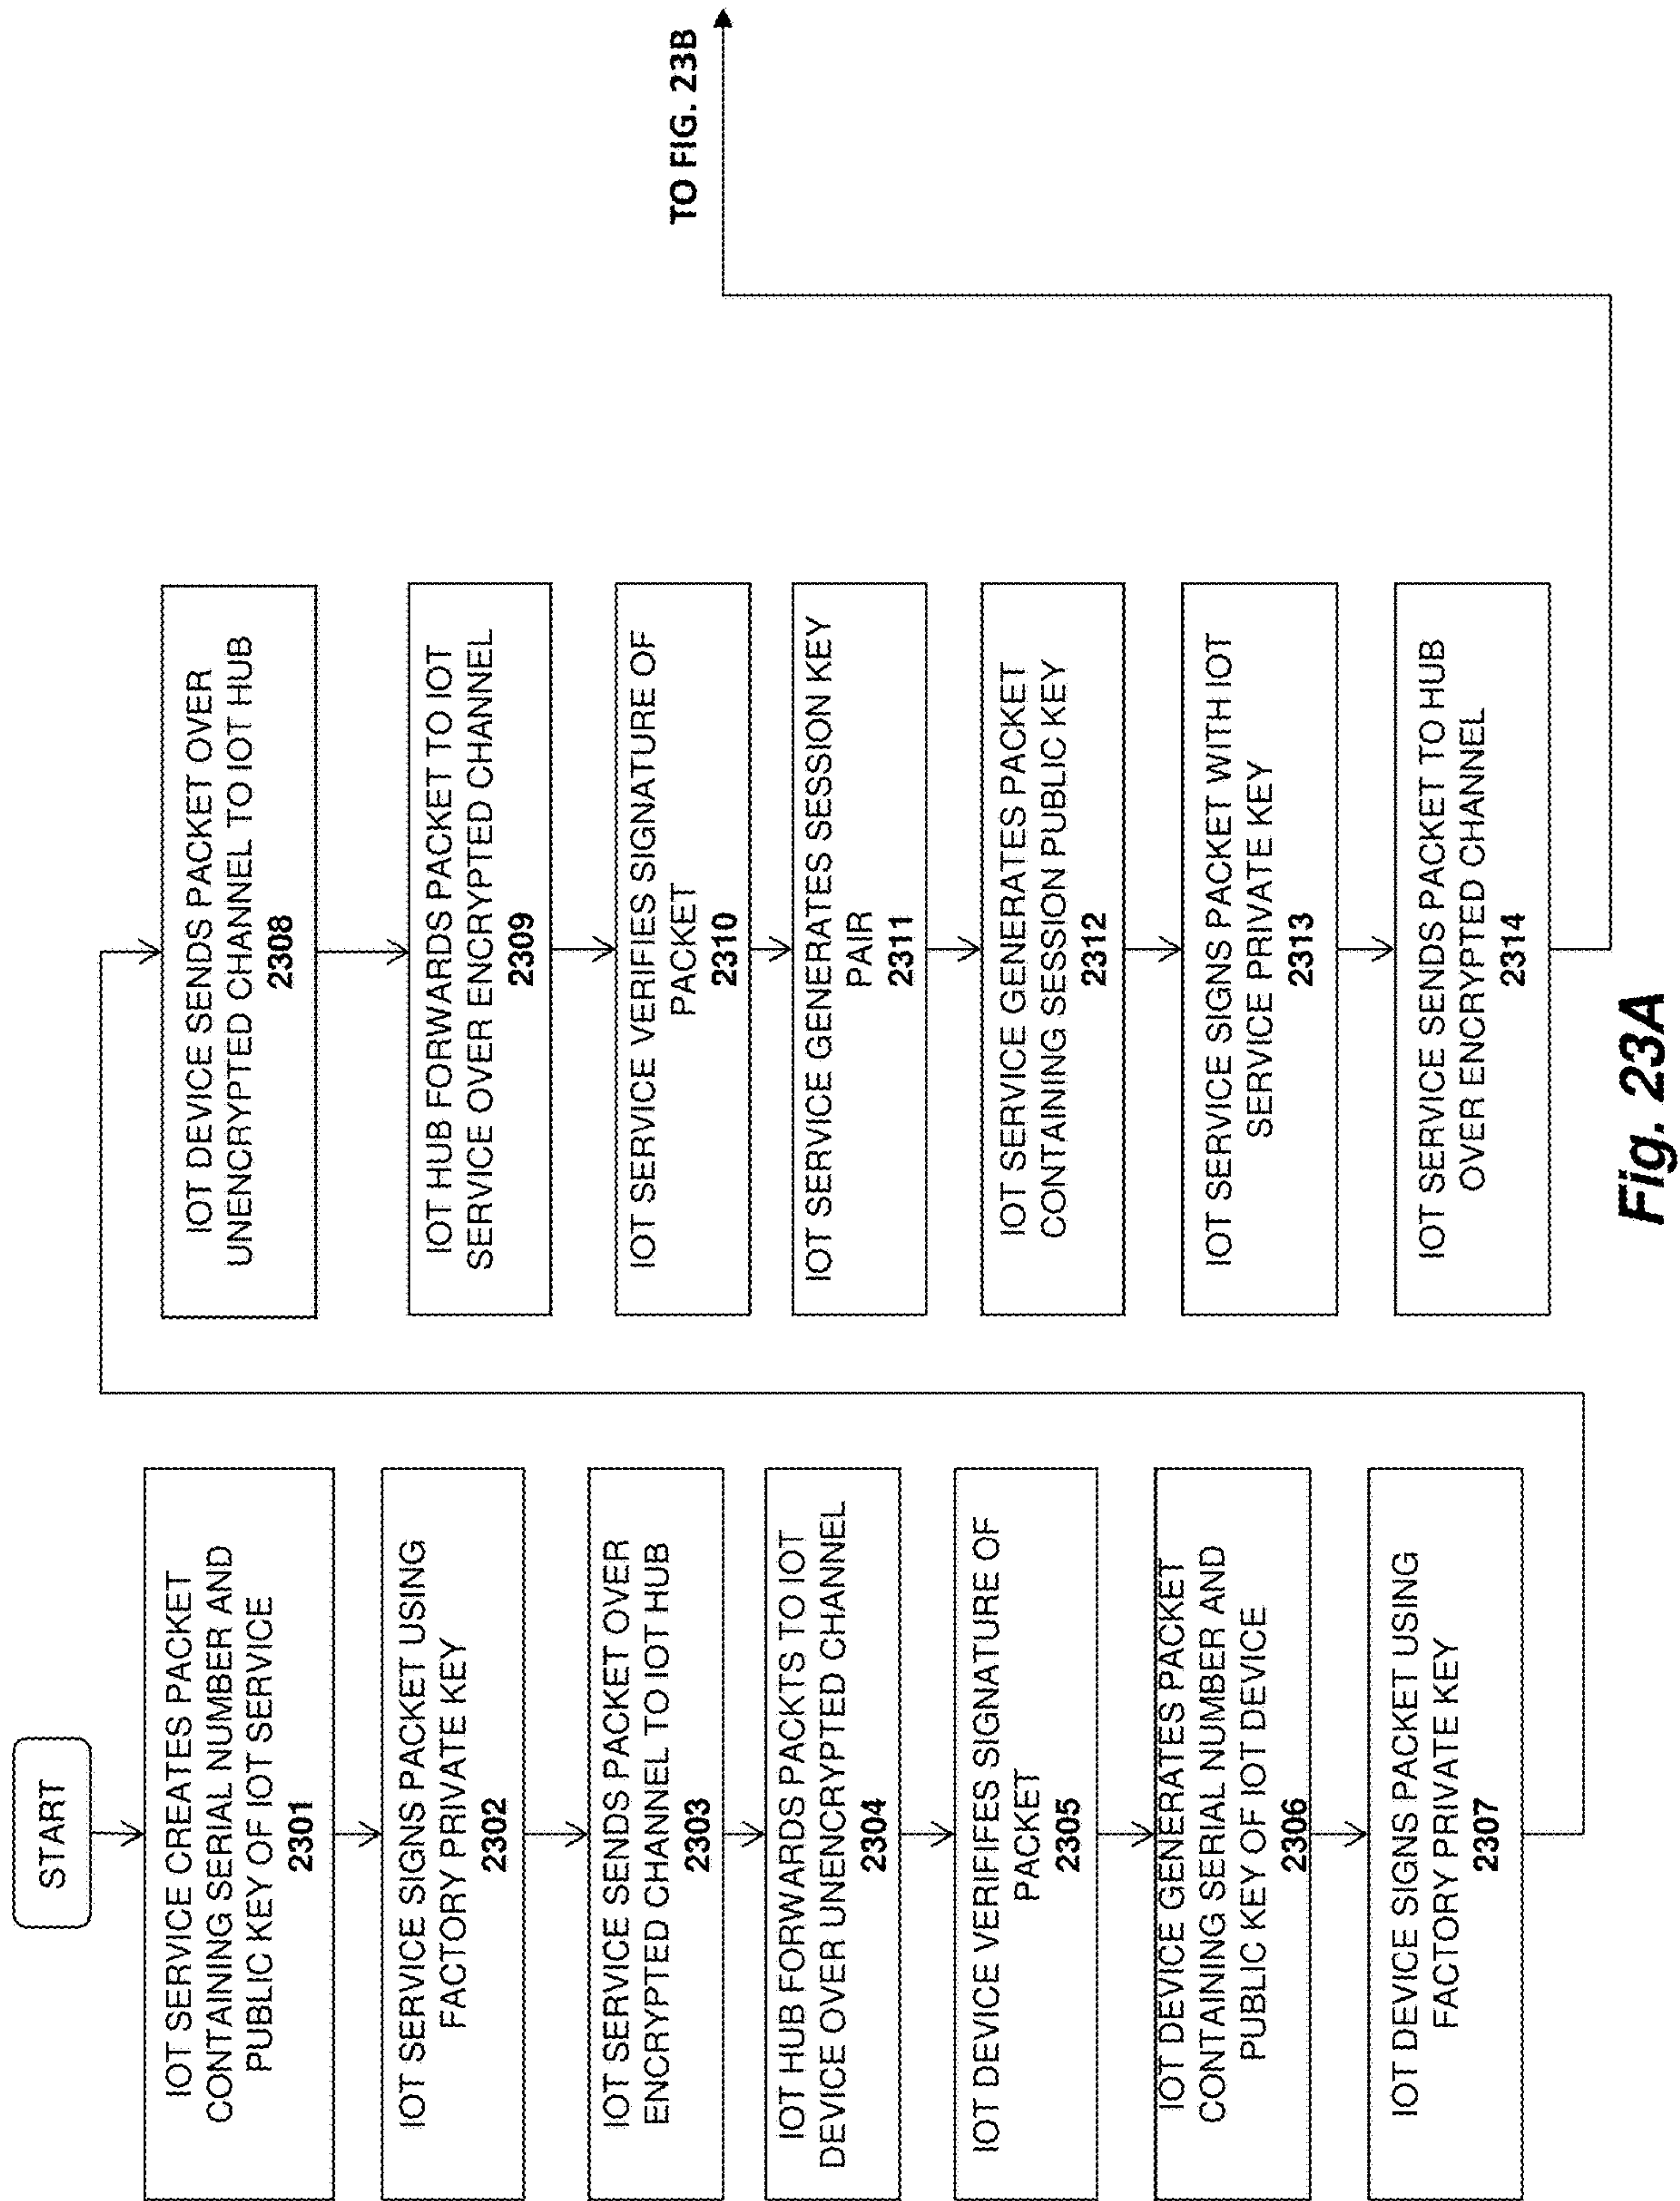 START
IOT SERVICE CREATES PACKET
CONTAINING SERIAL NUMBER AND
PUBLIC KEY OF IOT SERVICE
2301
IOT SERVICE SIGNS PACKET USING
FACTORY PRIVATE KEY
2302
IOT SERVICE SENDS PACKET OVER
ENCRYPTED CHANNEL TO IOT HUB
2303
IOT HUB FORWARDS PACKTS TO IOT
DEVICE OVER UNENCRYPTED CHANNEL
2304
IOT DEVICE VERIFIFES SIGNATURE OF
PACKET
2305
IOT DEVICE GENERATES PACKET
CONTAINING SERIAL NUMBER AND
PUBLIC KEY OF IOT DEVICE
2306
IOT DEVICE SIGNS PACKET USING
FACTORY PRIVATE KEY
2307
IOT DEVICE SENDS PACKET OVER
UNENCRYPTED CHANNEL TO IOT HUB
2308
IOT HUB FORWARDS PACKET TO IOT
SERVICE OVER ENCRYPTED CHANNEL
2309
IOT SERVICE VERIFIES SIGNATURE OF
PACKET
2310
IOT SERVICE GENERATES SESSION KEY
PAIR
2311
IOT SERVICE GENERATES PACKET
CONTAINING SESSION PUBLIC KEY
2312
IOT SERVICE SIGNS PACKET WITH IOT
SERVICE PRIVATE KEY
2313
IOT SERVICE SENDS PACKET TO HUB
OVER ENCRYPTED CHANNEL
2314
TO FIG. 23B
Fig. 23A